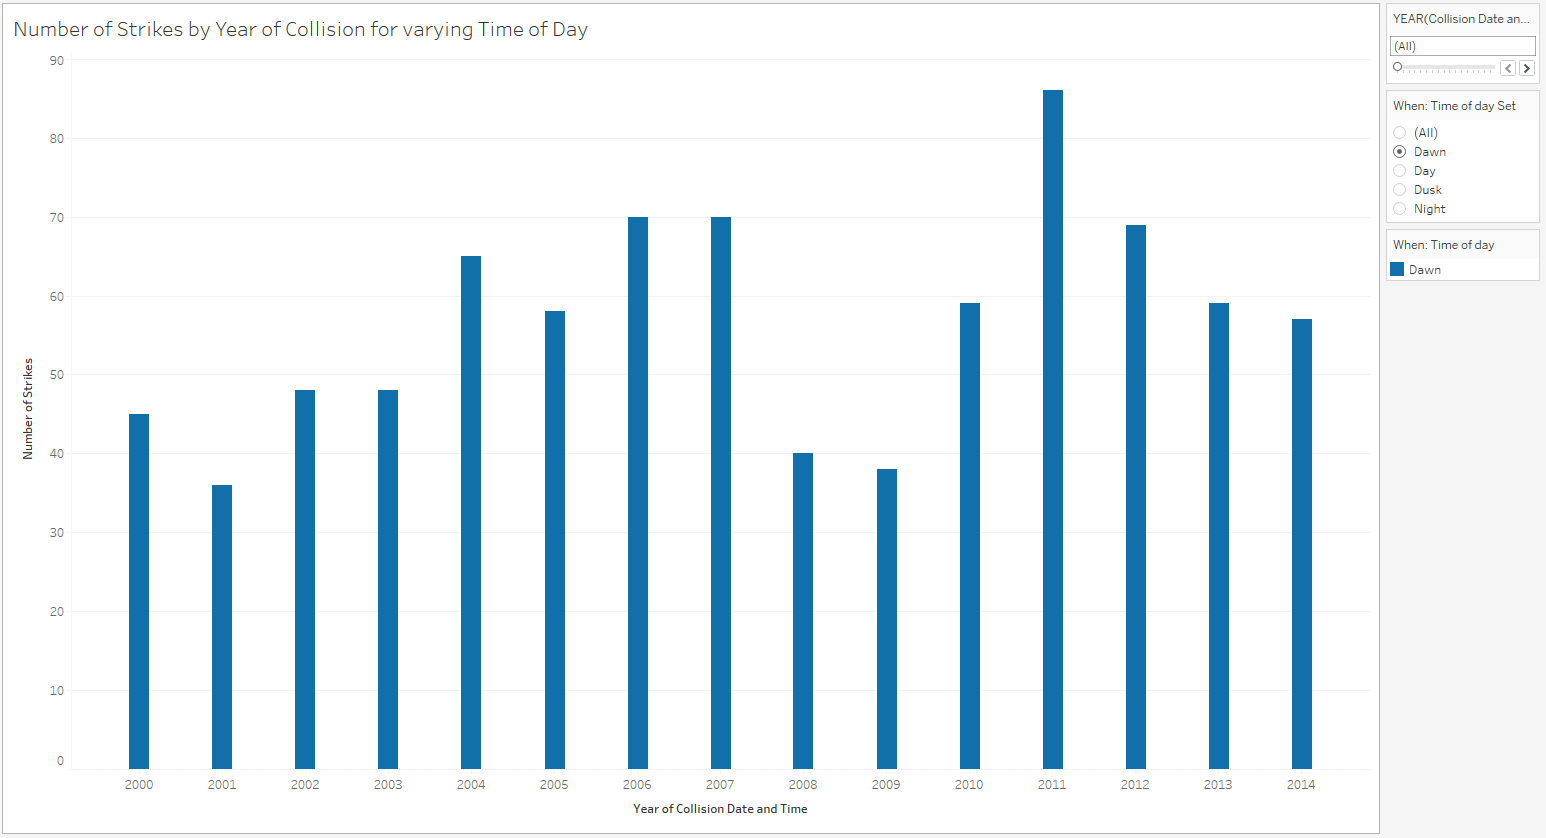 Number of Strikes by Year of Collision for varying Time of Day
90
80
70
60
50
40
30
20
10
0
Number of Strikes
2000 2001 2002 2003 2004 2005 2006 2007 2008 2009 2010 2011 2012 2013 2014
Year of Collision Date and Time
YEAR(Collision Date an...
(All)
When: Time of day Set
(All)
Dawn
Day
Dusk
Night
When: Time of day
Dawn